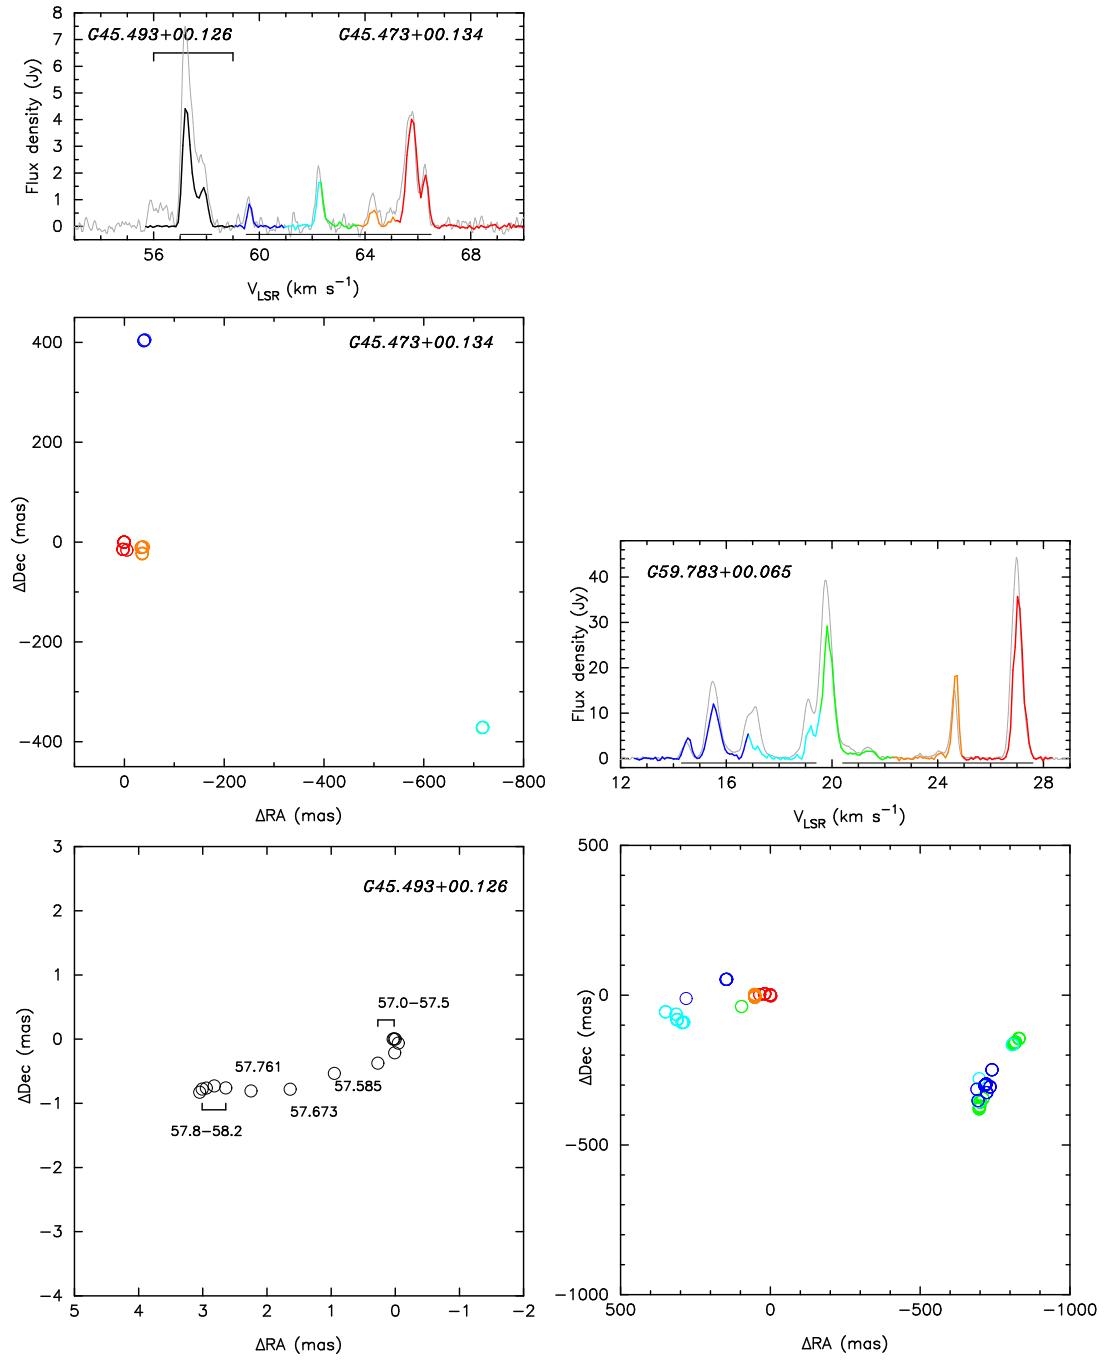 G45.493+00.126 G45.473+00.134
8
7
6
5
4
3
2
1
0
Flux density (Jy)
56 60 64 68
V_LSR (km s⁻¹)
G45.473+00.134
400
200
0
−200
−400
ΔDec (mas)
0 −200 −400 −600 −800
ΔRA (mas)
G59.783+00.065
40
30
20
10
0
Flux density (Jy)
12 16 20 24 28
V_LSR (km s⁻¹)
G45.493+00.126
3
2
1
0
−1
−2
−3
−4
ΔDec (mas)
57.0−57.5
57.761
57.585
57.673
57.8−58.2
5 4 3 2 1 0 −1 −2
ΔRA (mas)
500
0
−500
−1000
ΔDec (mas)
500 0 −500 −1000
ΔRA (mas)